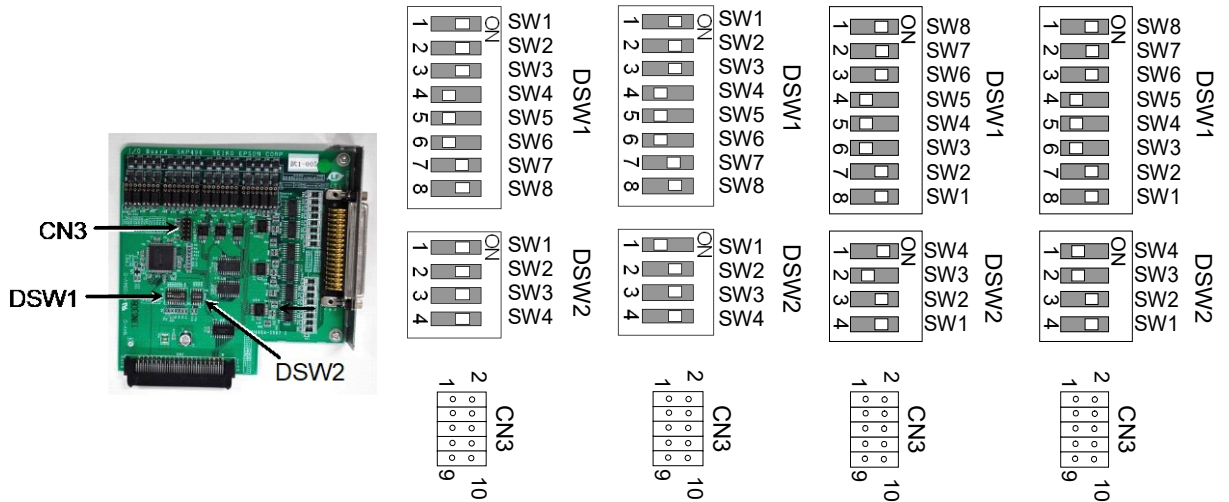 I/O Board SKP496 SEIKO EPSON CORP
CN3
DSW1
DSW2
1 ON SW1
2 SW2
3 SW3
4 SW4
5 SW5
6 SW6
7 SW7
8 SW8
DSW1
1 ON SW1
2 SW2
3 SW3
4 SW4
DSW2
1 2
CN3
9 10
1 ON SW1
2 SW2
3 SW3
4 SW4
5 SW5
6 SW6
7 SW7
8 SW8
DSW1
1 ON SW1
2 SW2
3 SW3
4 SW4
DSW2
1 2
CN3
9 10
1 ON SW8
2 SW7
3 SW6
4 SW5
5 SW4
6 SW3
7 SW2
8 SW1
DSW1
1 ON SW4
2 SW3
3 SW2
4 SW1
DSW2
1 2
CN3
9 10
1 ON SW8
2 SW7
3 SW6
4 SW5
5 SW4
6 SW3
7 SW2
8 SW1
DSW1
1 ON SW4
2 SW3
3 SW2
4 SW1
DSW2
1 2
CN3
9 10